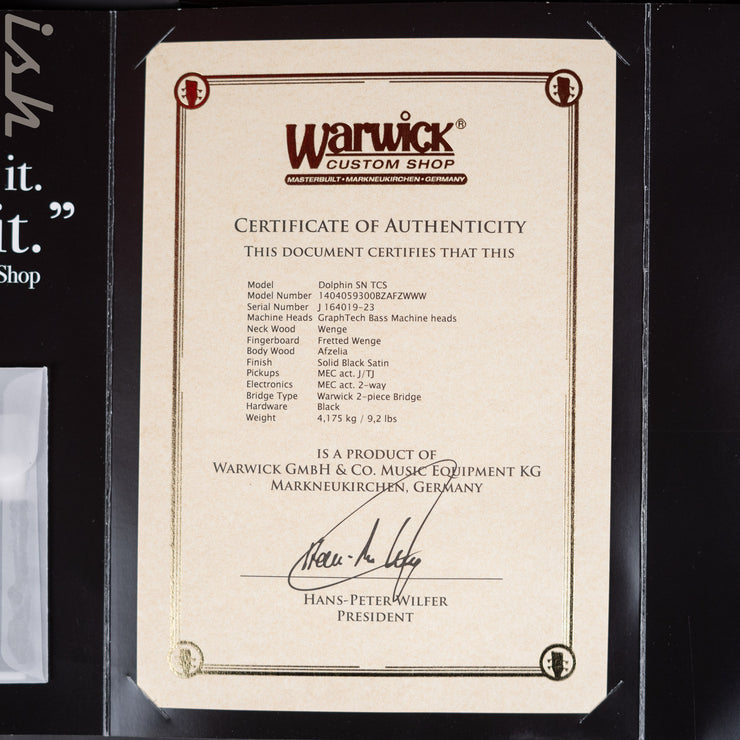 ish
it.
it.”
Shop
Warwick®
CUSTOM SHOP
MASTERBUILT • MARKNEUKIRCHEN • GERMANY
CERTIFICATE OF AUTHENTICITY
THIS DOCUMENT CERTIFIES THAT THIS
Model Dolphin SN TCS
Model Number 1404059300BZAFZWWW
Serial Number J 164019-23
Machine Heads GraphTech Bass Machine heads
Neck Wood Wenge
Fingerboard Fretted Wenge
Body Wood Afzelia
Finish Solid Black Satin
Pickups MEC act. J/TJ
Electronics MEC act. 2-way
Bridge Type Warwick 2-piece Bridge
Hardware Black
Weight 4,175 kg / 9,2 lbs
IS A PRODUCT OF
WARWICK GMBH & CO. MUSIC EQUIPMENT KG
MARKNEUKIRCHEN, GERMANY
HANS-PETER WILFER
PRESIDENT